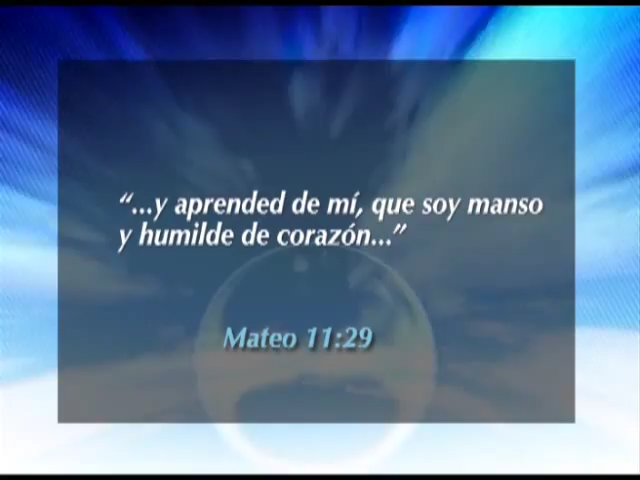 “...y aprended de mí, que soy manso
y humilde de corazón...”
Mateo 11:29